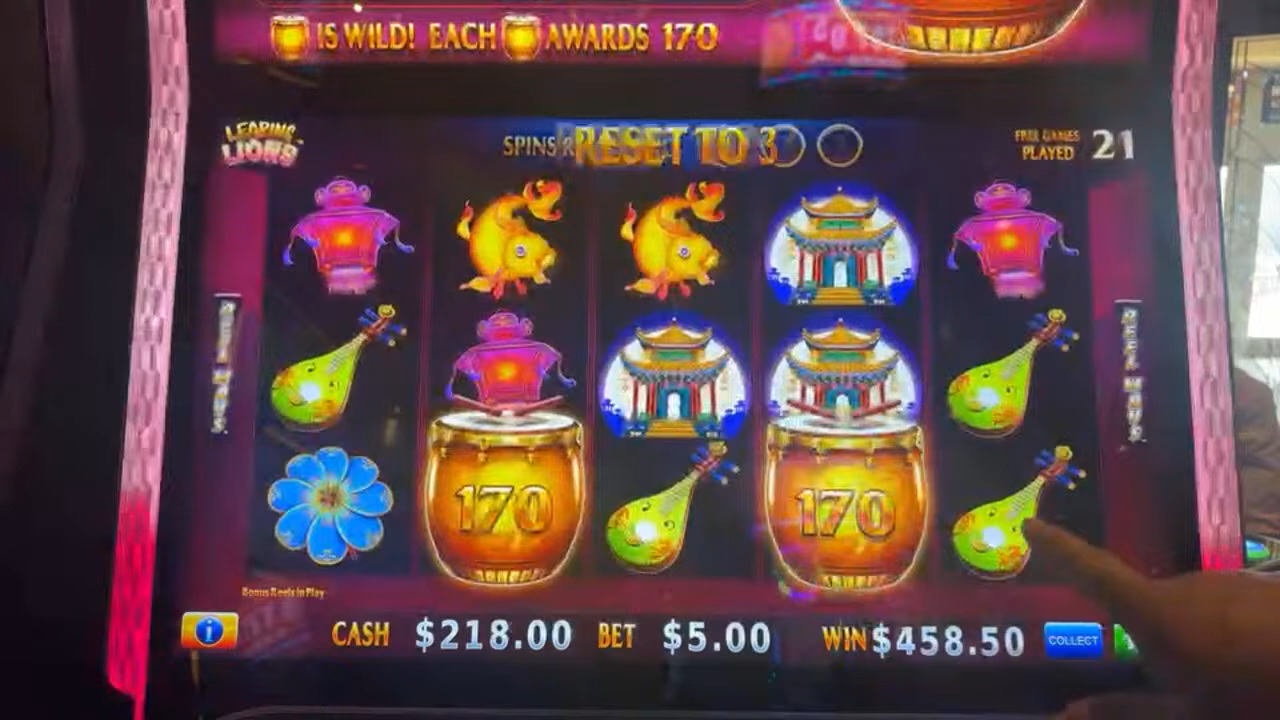 IS WILD! EACH AWARDS 170
LEAPING LIONS
SPINS
RESET TO 3
FREE GAMES PLAYED 21
170
170
Bonus Reels in Play
CASH $218.00 BET $5.00 WIN $458.50 COLLECT